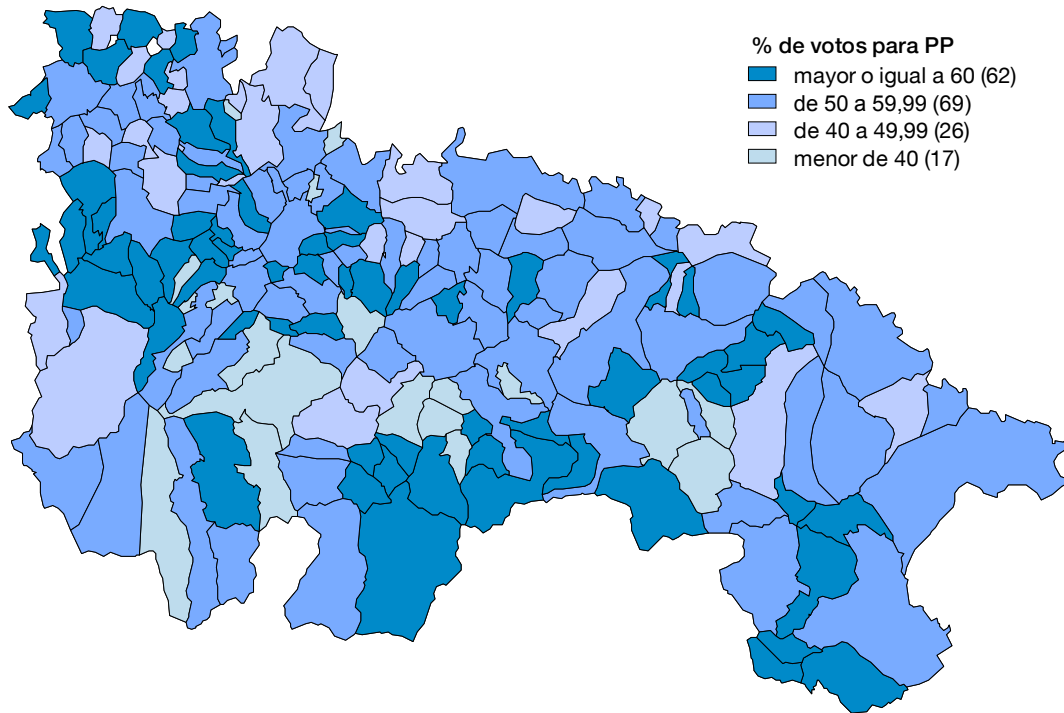 % de votos para PP
mayor o igual a 60 (62)
de 50 a 59,99 (69)
de 40 a 49,99 (26)
menor de 40 (17)